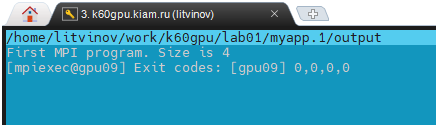 3. k60gpu.kiam.ru (litvinov)
/home/litvinov/work/k60gpu/lab01/myapp.1/output
First MPI program. Size is 4
[mpiexec@gpu09] Exit codes: [gpu09] 0,0,0,0